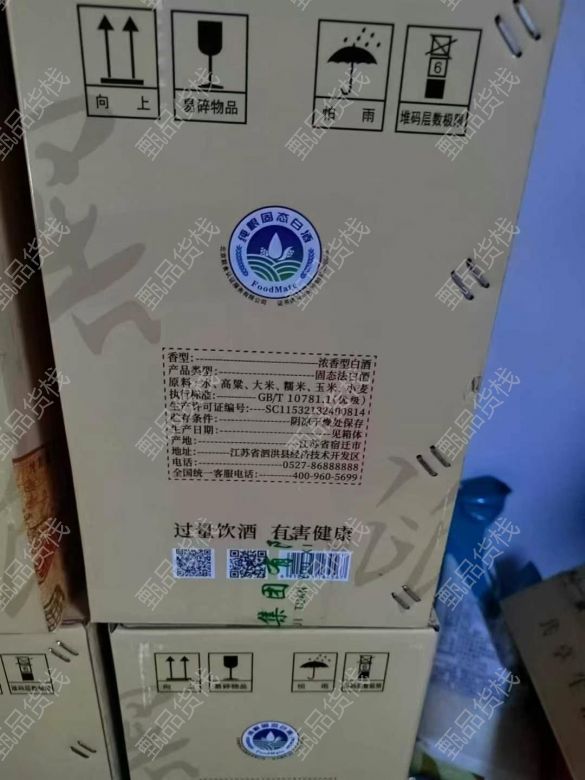 向上
易碎物品
怕雨
6
堆码层数极限
纯粮固态白酒
FoodMate
香型:浓香型白酒
产品类型:固态法白酒
原料:水、高粱、大米、糯米、玉米、小麦
执行标准:GB/T 10781.1(优级)
生产许可证编号:SC11532132400814
贮存条件:阴凉干燥处保存
生产日期:见箱体
产地:江苏省宿迁市
地址:江苏省泗洪县经济技术开发区
电话:0527-86888888
全国统一客服电话:400-960-5699
过量饮酒 有害健康
集团有
向上
易碎物品
怕雨
FoodMate
甄品货栈